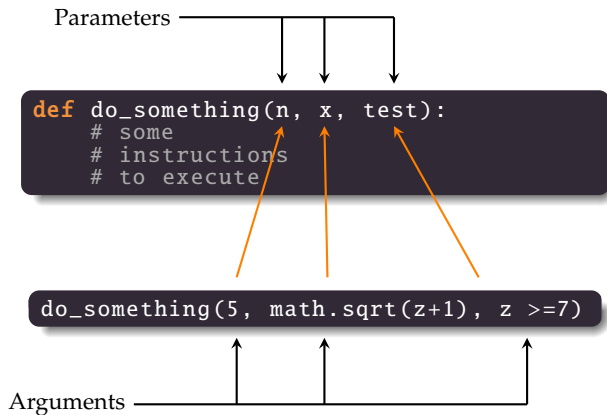 Parameters
def do_something(n, x, test):
# some
# instructions
# to execute
do_something(5, math.sqrt(z+1), z >=7)
Arguments